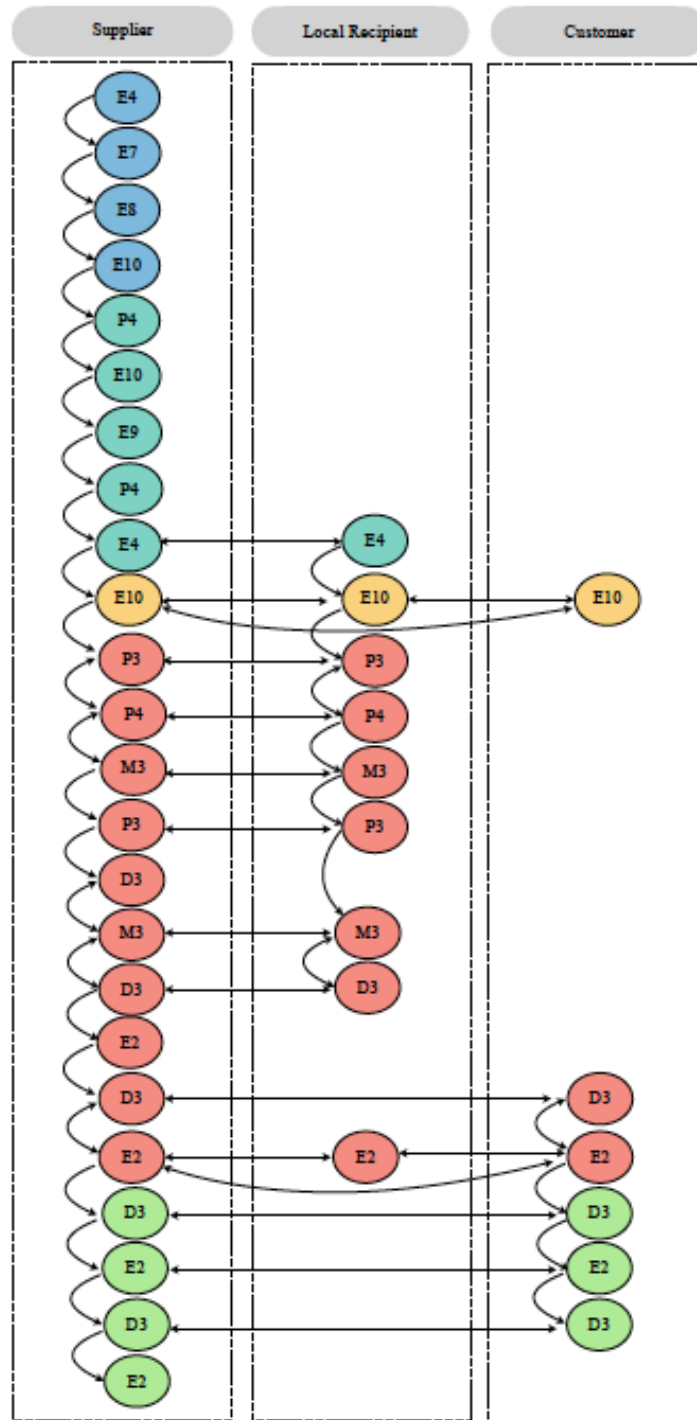 Supplier Local Recipient Customer
E4
E7
E8
E10
P4
E10
E9
P4
E4 E4
E10 E10 E10
P3 P3
P4 P4
M3 M3
P3 P3
D3
M3 M3
D3 D3
E2
D3 D3
E2 E2 E2
D3 D3
E2 E2
D3 D3
E2